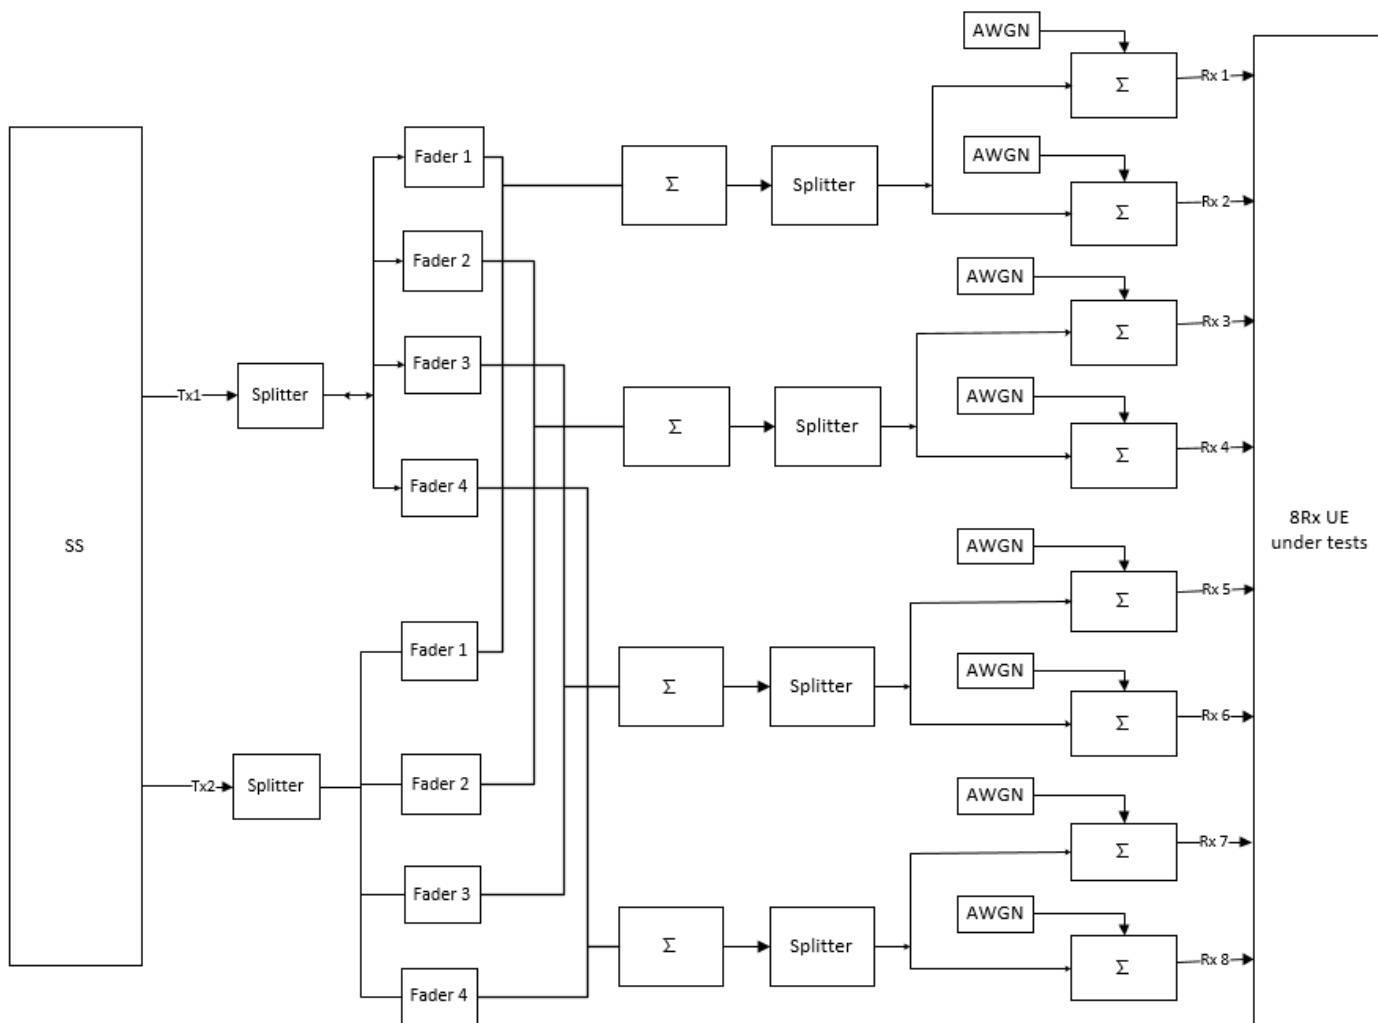 AWGN
Σ
Rx 1
Fader 1
Σ
Splitter
AWGN
Σ
Rx 2
Fader 2
AWGN
Σ
Rx 3
Fader 3
Tx1
Splitter
Σ
Splitter
AWGN
Σ
Rx 4
Fader 4
SS
8Rx UE
under tests
AWGN
Σ
Rx 5
Fader 1
Σ
Splitter
AWGN
Σ
Rx 6
Tx2
Splitter
Fader 2
AWGN
Σ
Rx 7
Fader 3
Σ
Splitter
AWGN
Σ
Rx 8
Fader 4